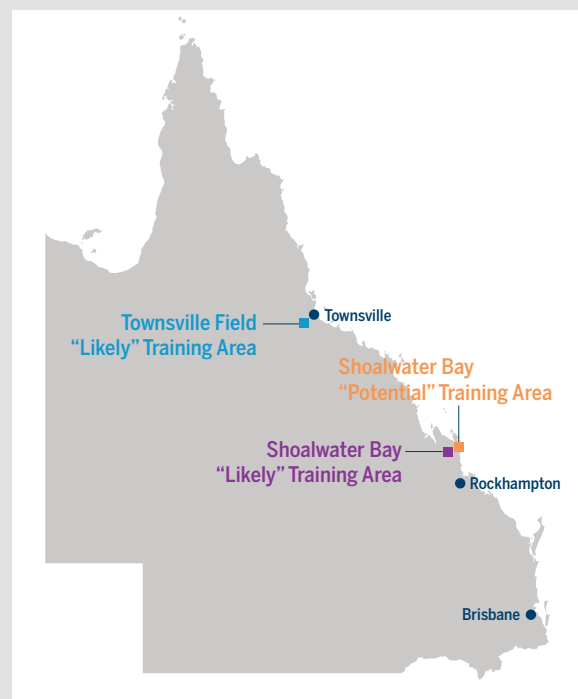 Townsville
Townsville Field
“Likely” Training Area
Shoalwater Bay
“Potential” Training Area
Shoalwater Bay
“Likely” Training Area
Rockhampton
Brisbane